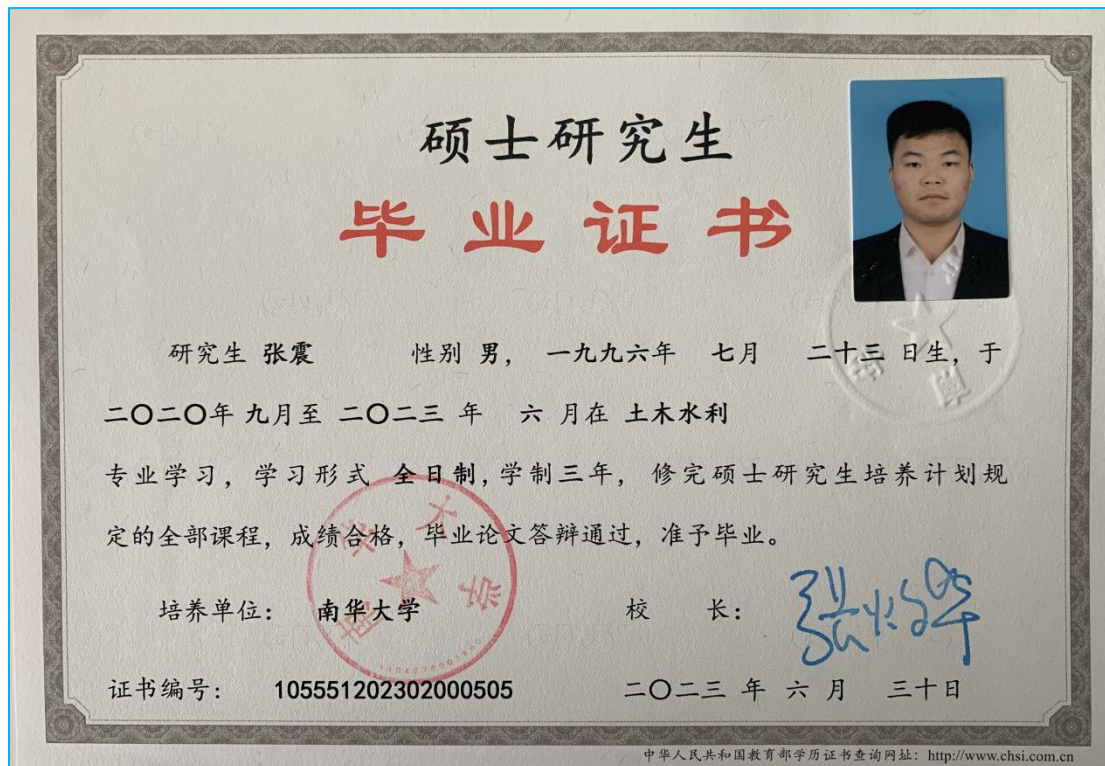 硕士研究生
毕业证书
研究生 张震 性别 男， 一九九六年 七月 二十三 日生，于
二〇二〇年 九月至 二〇二三 年 六 月在 土木水利
专业学习，学习形式 全日制，学制三年，修完硕士研究生培养计划规
定的全部课程，成绩合格，毕业论文答辩通过，准予毕业。
培养单位： 南华大学 校 长：
南华大学
证书编号： 105551202302000505 二〇二三 年 六 月 三十日
中华人民共和国教育部学历证书查询网址：http://www.chsi.com.cn